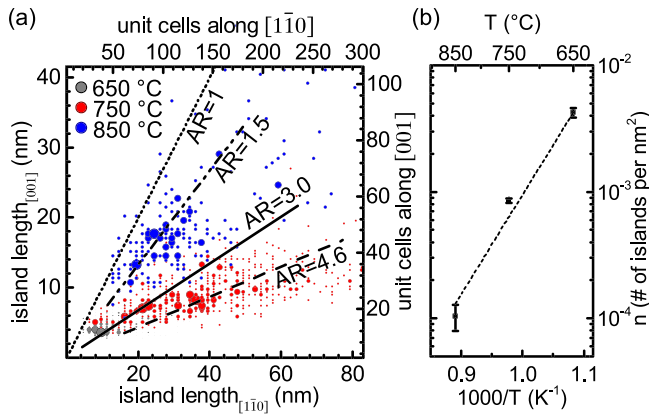 (a)
unit cells along [11̅0]
50 100 150 200 250 300
40
30
20
10
island length[001] (nm)
650 °C
750 °C
850 °C
AR=1
AR=1.5
AR=3.0
AR=4.6
100
80
60
40
20
unit cells along [001]
0 20 40 60 80
island length[11̅0] (nm)
(b)
T (°C)
850 750 650
10⁻²
10⁻³
10⁻⁴
n (# of islands per nm²)
0.9 1.0 1.1
1000/T (K⁻¹)